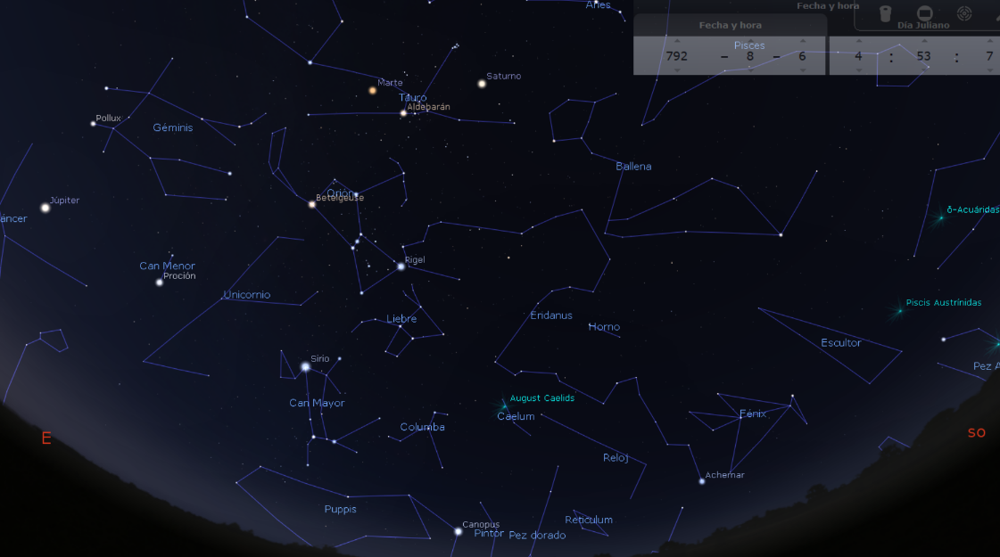 Aries
Fecha y hora
Fecha y hora
Día Juliano
792 - 8 - 6
4 : 53 : 7
Pisces
Marte
Saturno
Tauro
Aldebarán
Pollux
Géminis
Ballena
Orión
Betelgeuse
Júpiter
áncer
δ-Acuáridas
Can Menor
Proción
Rigel
Unicornio
Liebre
Eridanus
Horno
Piscis Austrínidas
Escultor
Sirio
Pez A
Can Mayor
August Caelids
Caelum
Fénix
Columba
E
SO
Reloj
Achernar
Puppis
Reticulum
Canopus
Pintor
Pez dorado